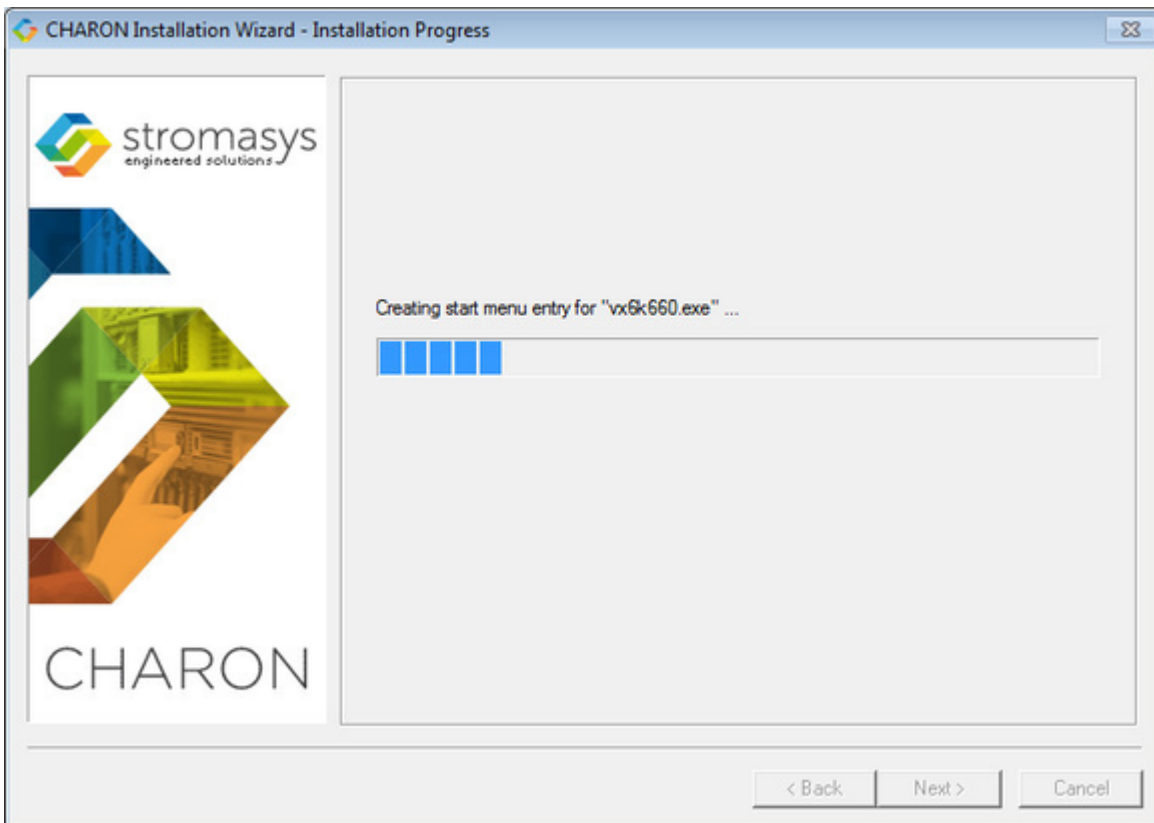 CHARON Installation Wizard - Installation Progress
stromasys
engineered solutions
Creating start menu entry for "vx6k660.exe" ...
CHARON
< Back
Next >
Cancel